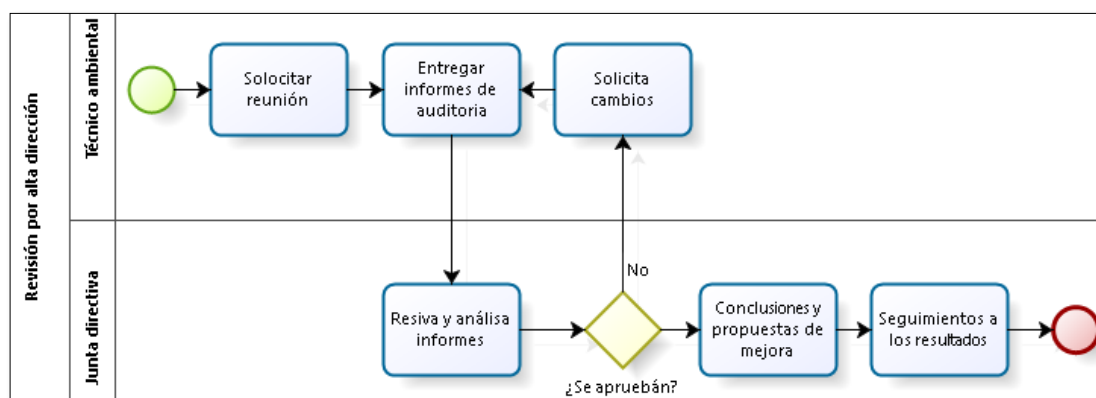 Revisión por alta dirección
Técnico ambiental
Solocitar
reunión
Entregar
informes de
auditoria
Solicita
cambios
Junta directiva
Resiva y análisa
informes
No
¿Se apruebán?
Conclusiones y
propuestas de
mejora
Seguimientos a
los resultados